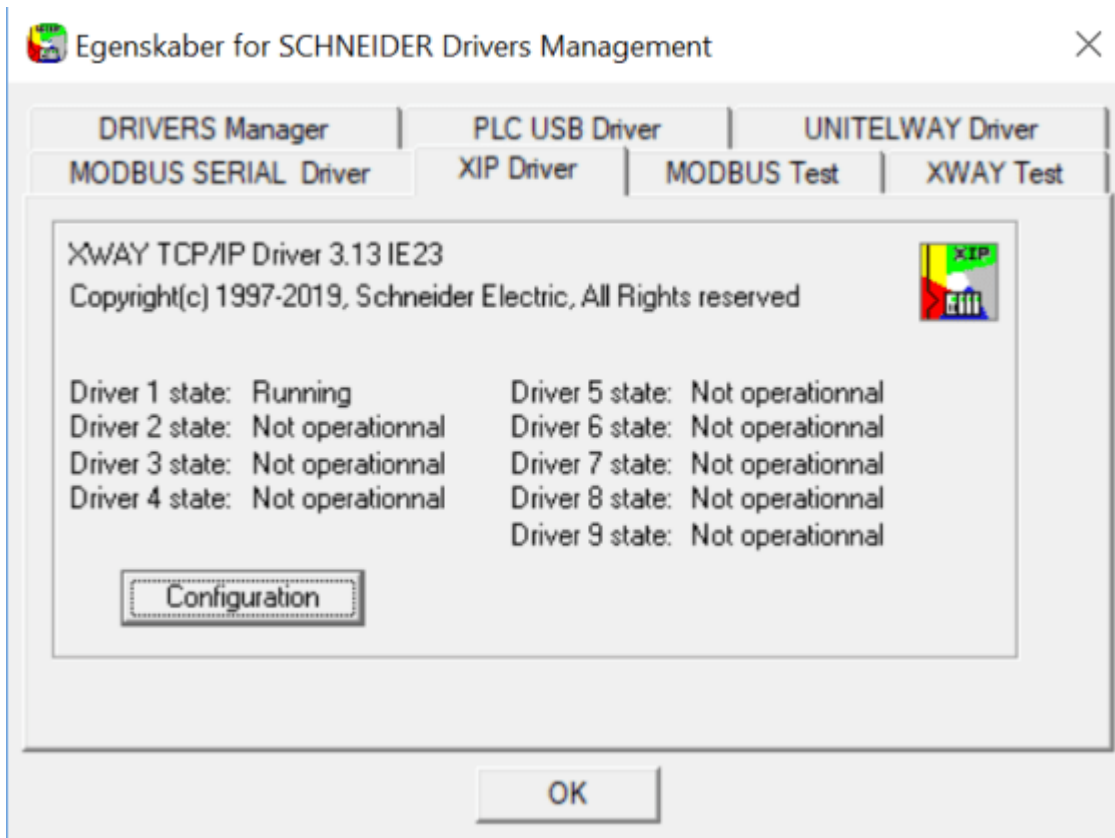 Egenskaber for SCHNEIDER Drivers Management
DRIVERS Manager PLC USB Driver UNITELWAY Driver
MODBUS SERIAL Driver XIP Driver MODBUS Test XWAY Test
XWAY TCP/IP Driver 3.13 IE23
XIP
Copyright(c) 1997-2019, Schneider Electric, All Rights reserved
Driver 1 state: Running Driver 5 state: Not operationnal
Driver 2 state: Not operationnal Driver 6 state: Not operationnal
Driver 3 state: Not operationnal Driver 7 state: Not operationnal
Driver 4 state: Not operationnal Driver 8 state: Not operationnal
Driver 9 state: Not operationnal
Configuration
OK